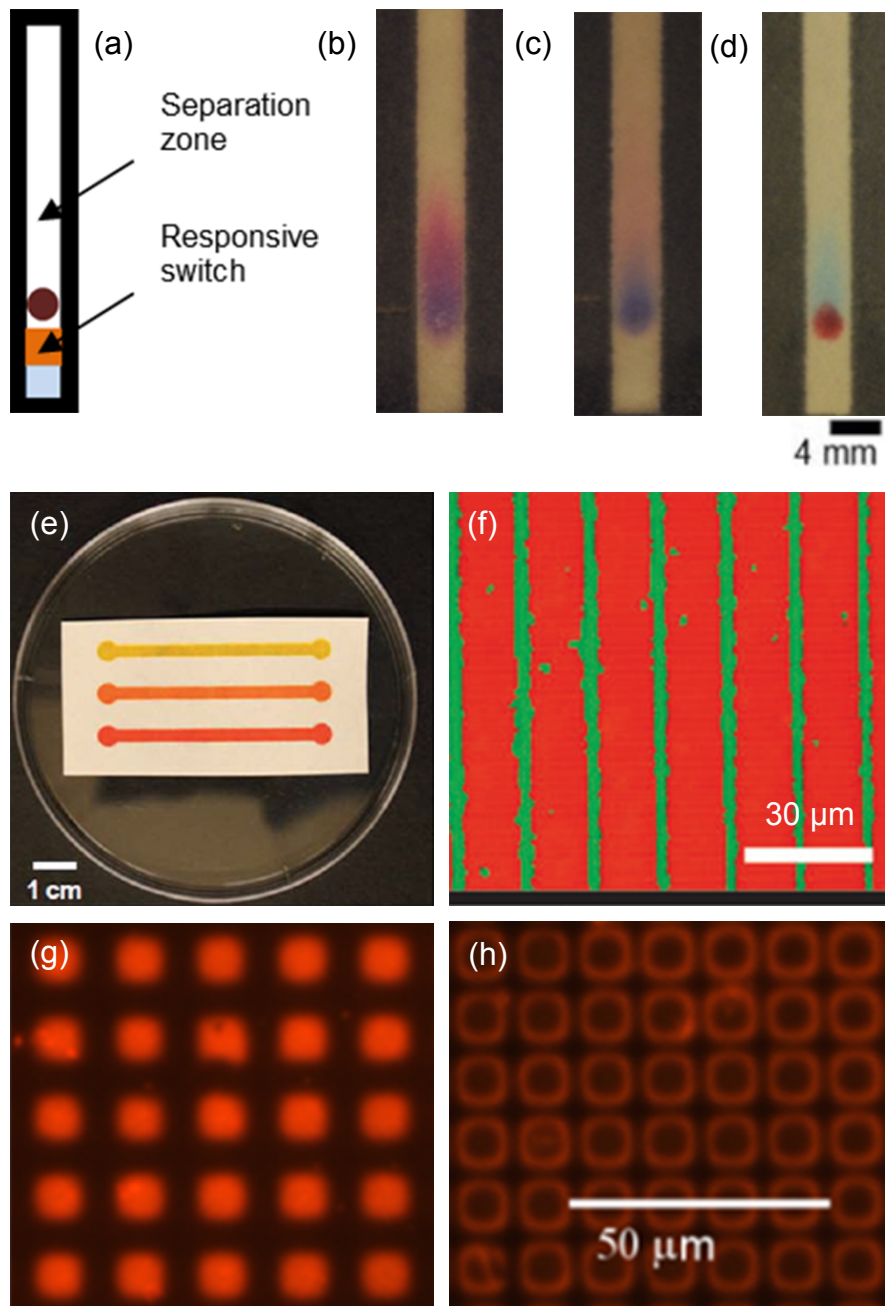 (a)
(b)
(c)
(d)
Separation
zone
Responsive
switch
4 mm
(e)
1 cm
(f)
30 µm
(g)
(h)
50 µm